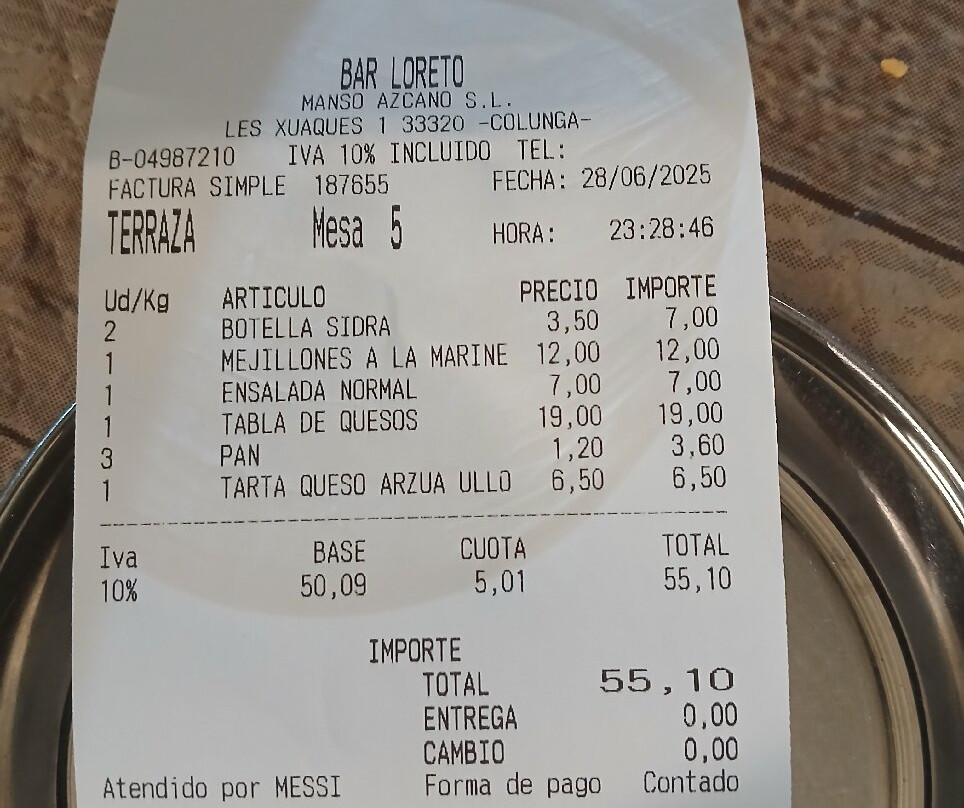 BAR LORETO
MANSO AZCANO S.L.
LES XUAQUES 1 33320 -COLUNGA-
B-04987210 IVA 10% INCLUIDO TEL:
FACTURA SIMPLE 187655 FECHA: 28/06/2025
TERRAZA Mesa 5 HORA: 23:28:46
Ud/Kg ARTICULO PRECIO IMPORTE
2 BOTELLA SIDRA 3,50 7,00
1 MEJILLONES A LA MARINE 12,00 12,00
1 ENSALADA NORMAL 7,00 7,00
1 TABLA DE QUESOS 19,00 19,00
3 PAN 1,20 3,60
1 TARTA QUESO ARZUA ULLO 6,50 6,50
Iva BASE CUOTA TOTAL
10% 50,09 5,01 55,10
IMPORTE
TOTAL 55,10
ENTREGA 0,00
CAMBIO 0,00
Atendido por MESSI Forma de pago Contado